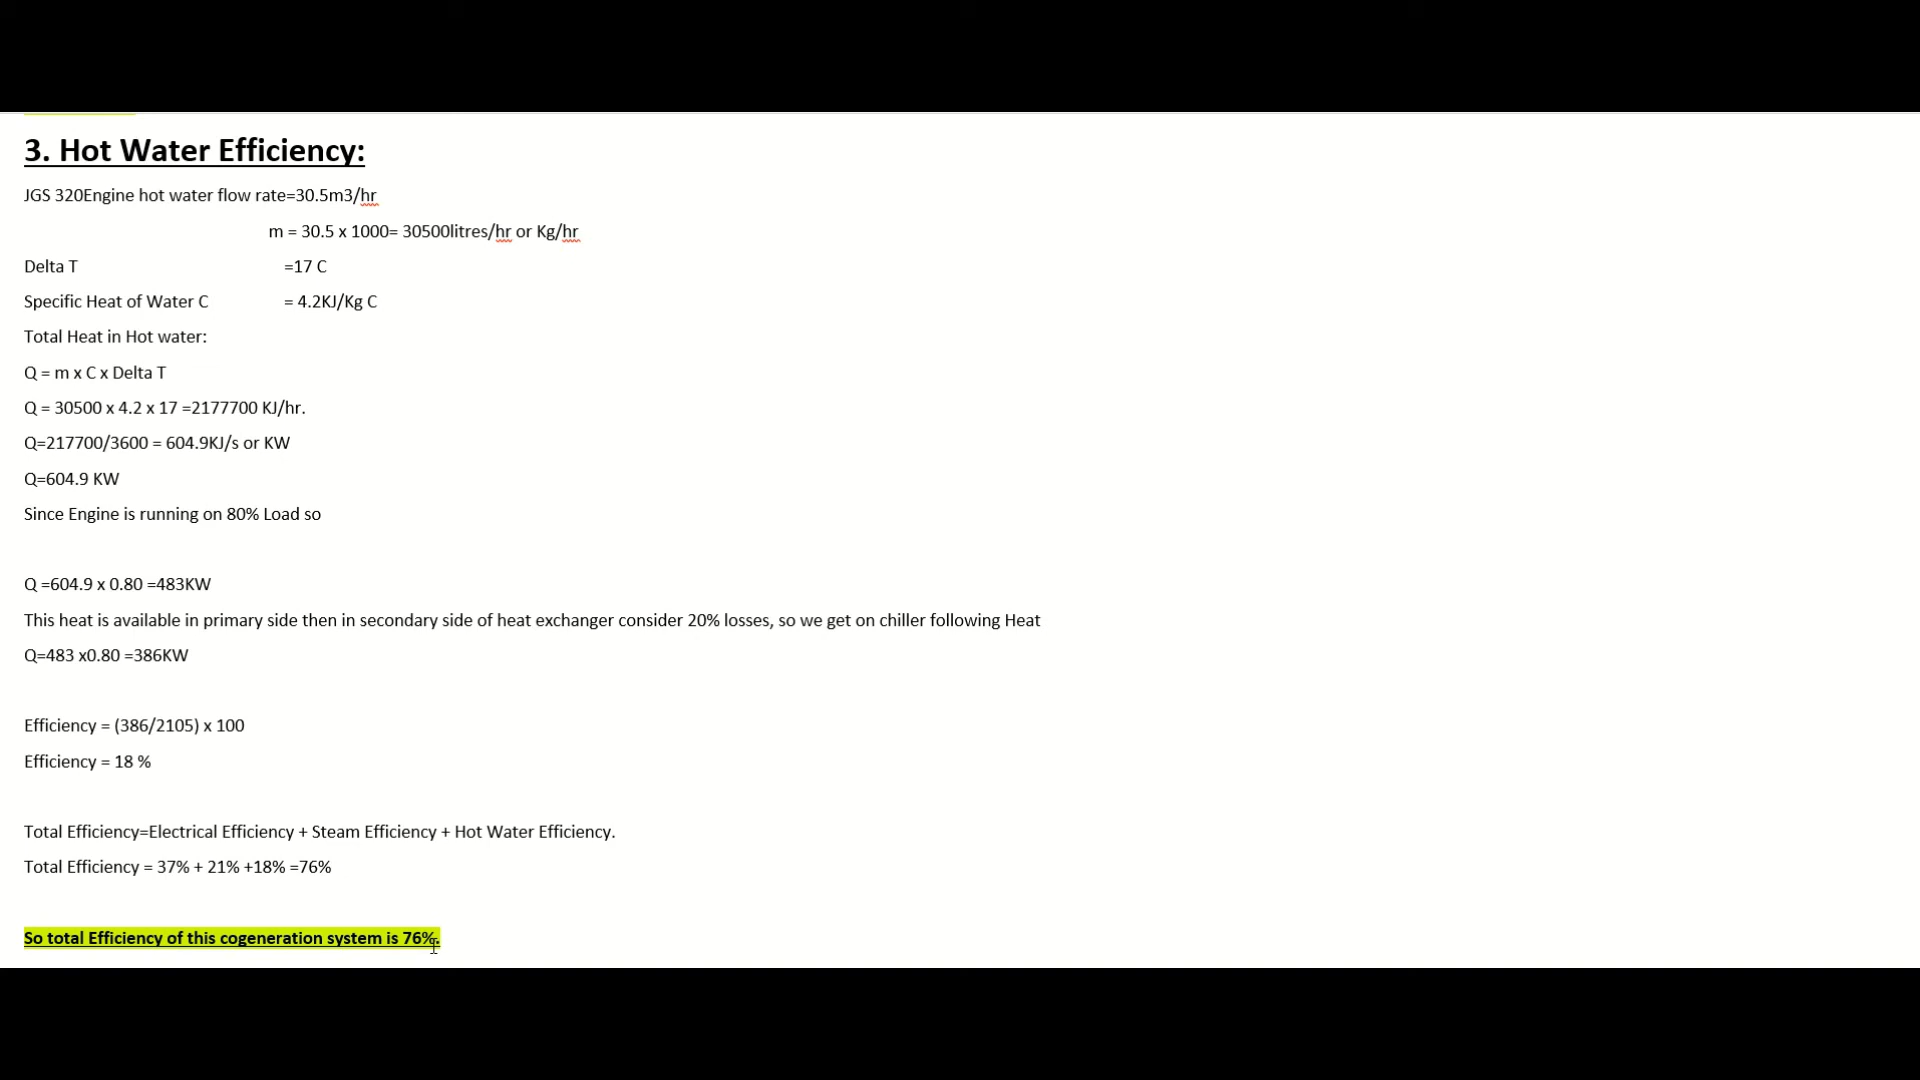 3. Hot Water Efficiency:
JGS 320Engine hot water flow rate=30.5m3/hr
m = 30.5 x 1000= 30500litres/hr or Kg/hr
Delta T =17 C
Specific Heat of Water C = 4.2KJ/Kg C
Total Heat in Hot water:
Q = m x C x Delta T
Q = 30500 x 4.2 x 17 =2177700 KJ/hr.
Q=217700/3600 = 604.9KJ/s or KW
Q=604.9 KW
Since Engine is running on 80% Load so
Q =604.9 x 0.80 =483KW
This heat is available in primary side then in secondary side of heat exchanger consider 20% losses, so we get on chiller following Heat
Q=483 x0.80 =386KW
Efficiency = (386/2105) x 100
Efficiency = 18 %
Total Efficiency=Electrical Efficiency + Steam Efficiency + Hot Water Efficiency.
Total Efficiency = 37% + 21% +18% =76%
So total Efficiency of this cogeneration system is 76%.